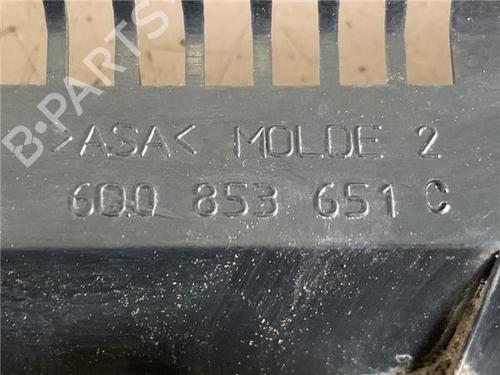 B-PARTS
>ASA< MOLDE 2
6Q0 853 651 C